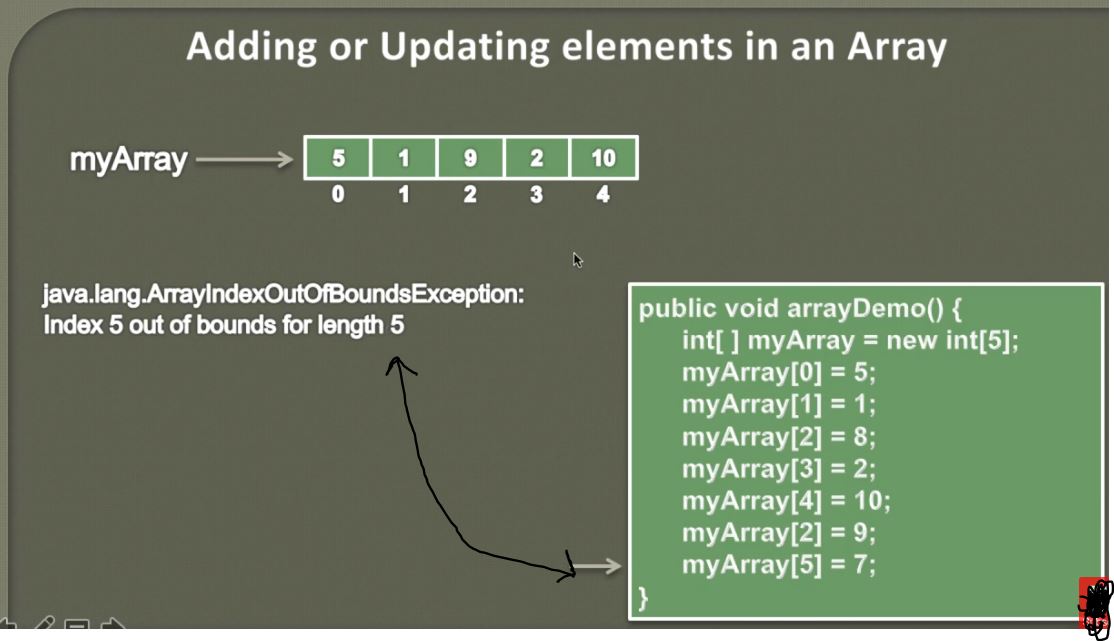 Adding or Updating elements in an Array
myArray
5 1 9 2 10
0 1 2 3 4
java.lang.ArrayIndexOutOfBoundsException:
Index 5 out of bounds for length 5
public void arrayDemo() {
int[ ] myArray = new int[5];
myArray[0] = 5;
myArray[1] = 1;
myArray[2] = 8;
myArray[3] = 2;
myArray[4] = 10;
myArray[2] = 9;
myArray[5] = 7;
}